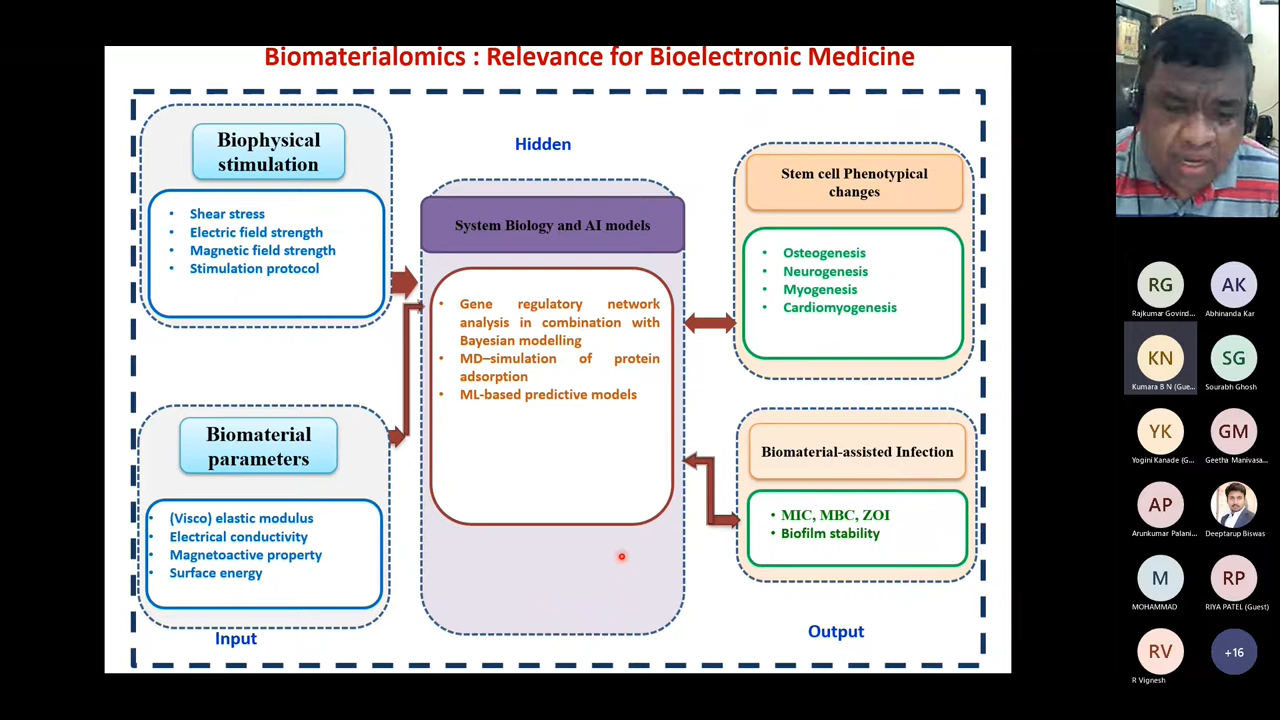 Biomaterialomics : Relevance for Bioelectronic Medicine
Biophysical
stimulation
• Shear stress
• Electric field strength
• Magnetic field strength
• Stimulation protocol
Biomaterial
parameters
• (Visco) elastic modulus
• Electrical conductivity
• Magnetoactive property
• Surface energy
Input
Hidden
System Biology and AI models
• Gene regulatory network
analysis in combination with
Bayesian modelling
• MD–simulation of protein
adsorption
• ML-based predictive models
Stem cell Phenotypical
changes
• Osteogenesis
• Neurogenesis
• Myogenesis
• Cardiomyogenesis
Biomaterial-assisted Infection
• MIC, MBC, ZOI
• Biofilm stability
Output
RG
Rajkumar Govind...
AK
Abhinanda Kar
KN
Kumara B N (Gue...
SG
Sourabh Ghosh
YK
Yogini Kanade (G...
GM
Geetha Manivasa...
AP
Arunkumar Palani...
Deeptarup Biswas
M
MOHAMMAD
RP
RIYA PATEL (Guest)
RV
R Vignesh
+16